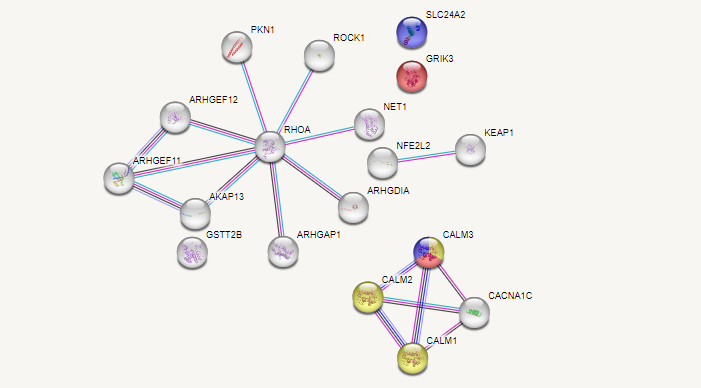 SLC24A2
PKN1
ROCK1
GRIK3
ARHGEF12
NET1
RHOA
KEAP1
NFE2L2
ARHGEF11
ARHGDIA
AKAP13
GSTT2B
ARHGAP1
CALM3
CALM2
CACNA1C
CALM1